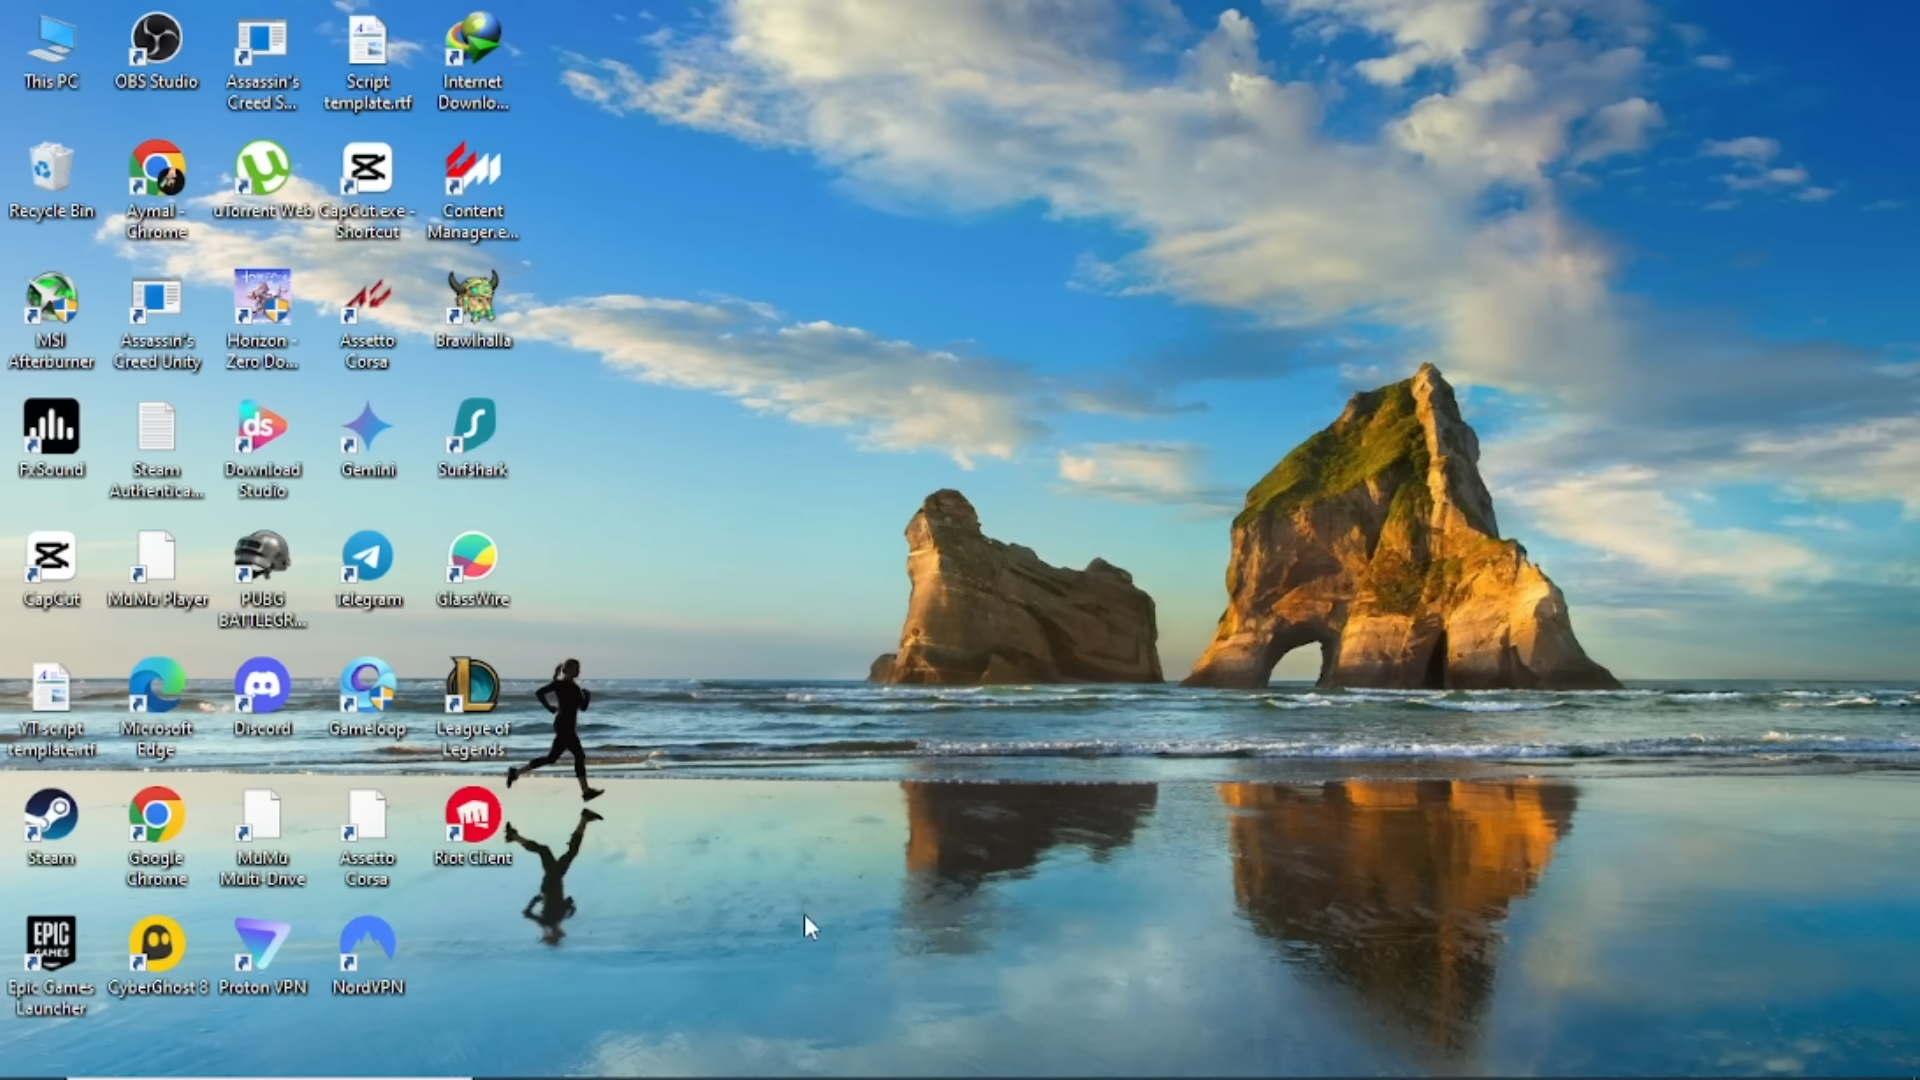 This PC
OBS Studio
Assassin's
Creed S...
Script
template.rtf
Internet
Downlo...
Recycle Bin
Aymal -
Chrome
uTorrent Web
CapCut.exe -
Shortcut
Content
Manager.e...
MSI
Afterburner
Assassin's
Creed Unity
Horizon -
Zero Do...
Assetto
Corsa
Brawlhalla
FxSound
Steam
Authentica...
ds
Download
Studio
Gemini
Surfshark
CapCut
MuMu Player
PUBG
BATTLEGR...
Telegram
GlassWire
YT script
template.rtf
Microsoft
Edge
Discord
Gameloop
League of
Legends
Steam
Google
Chrome
MuMu
Multi-Drive
Assetto
Corsa
Riot Client
EPIC
GAMES
Epic Games
Launcher
CyberGhost 8
Proton VPN
NordVPN